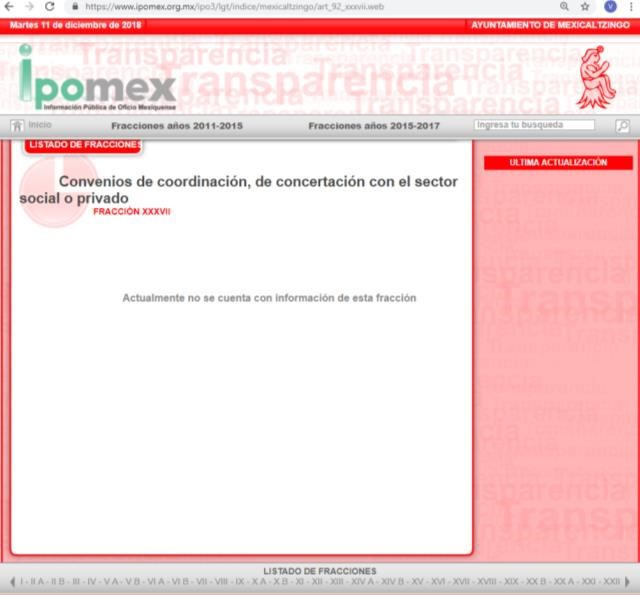 https://www.ipomex.org.mx/ipo3/lgt/indice/mexicaltzingo/art_92_xxxvii.web
V
Martes 11 de diciembre de 2018
AYUNTAMIENTO DE MEXICALTZINGO
ipomex
Información Pública de Oficio Mexiquense
Inicio
Fracciones años 2011-2015
Fracciones años 2015-2017
Ingresa tu busqueda
LISTADO DE FRACCIONES
ULTIMA ACTUALIZACIÓN
Convenios de coordinación, de concertación con el sector
social o privado
FRACCIÓN XXXVII
Actualmente no se cuenta con información de esta fracción
LISTADO DE FRACCIONES
I - II A - II B - III - IV - V A - V B - VI A - VI B - VII - VIII - IX - X A - X B - XI - XII - XIII - XIV A - XIV B - XV - XVI - XVII - XVIII - XIX - XX B - XX A - XXI - XXII